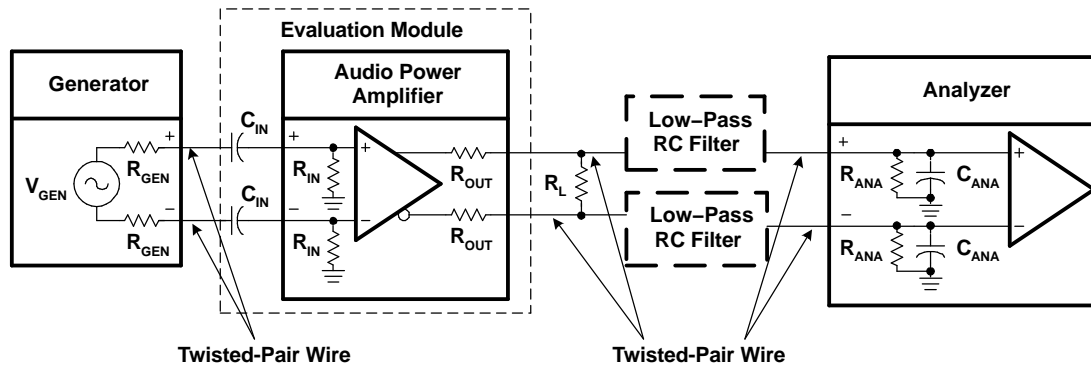 Evaluation Module
Generator
Audio Power
Amplifier
Low–Pass
RC Filter
Analyzer
C_IN
+
+
+
+
R_GEN
R_IN
R_OUT
R_L
R_ANA
C_ANA
V_GEN
C_IN
–
–
–
Low–Pass
RC Filter
–
–
R_GEN
R_IN
R_OUT
R_ANA
C_ANA
Twisted-Pair Wire
Twisted-Pair Wire